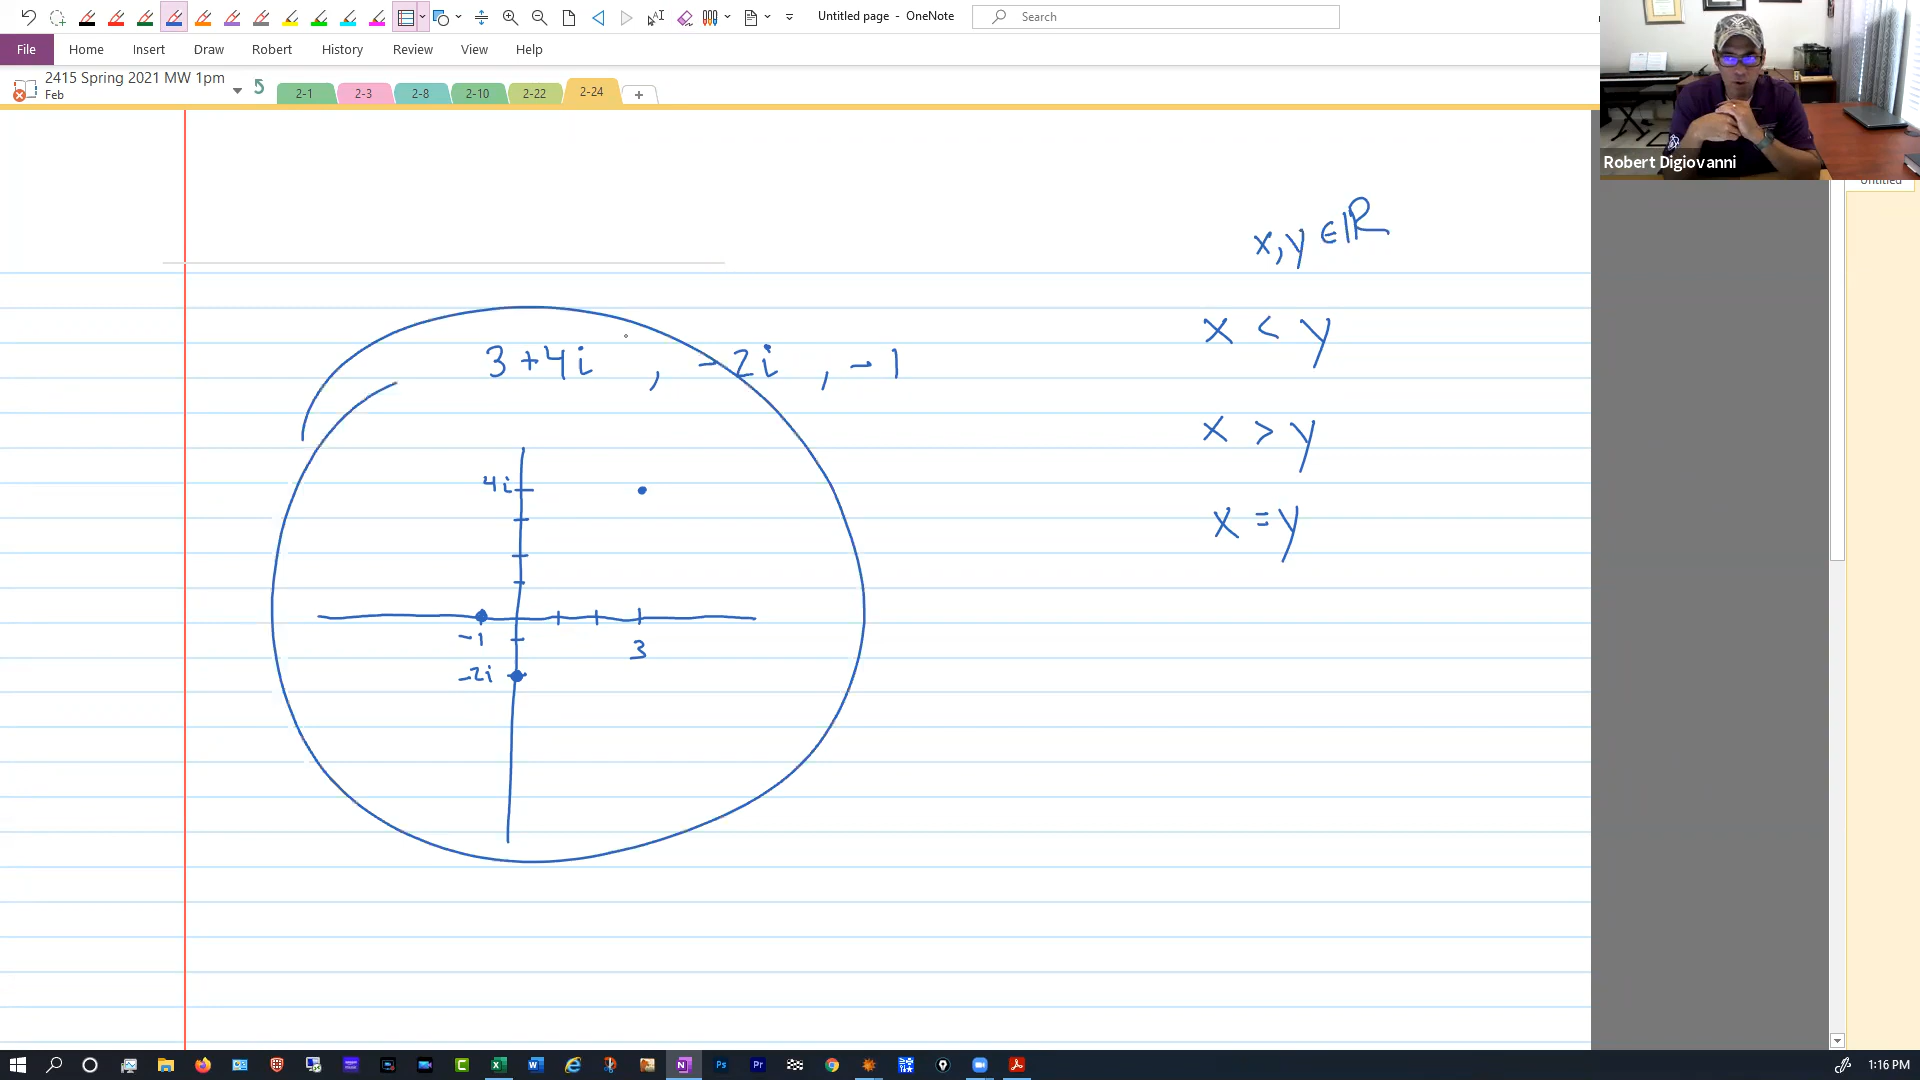 Untitled page - OneNote
Search
File Home Insert Draw Robert History Review View Help
2415 Spring 2021 MW 1pm
Feb
2-1 2-3 2-8 2-10 2-22 2-24 +
Robert Digiovanni
Untitled
x, y ∈ ℝ
3+4i , -2i , -1
x < y
x > y
4i
x = y
-1
3
-2i
1:16 PM